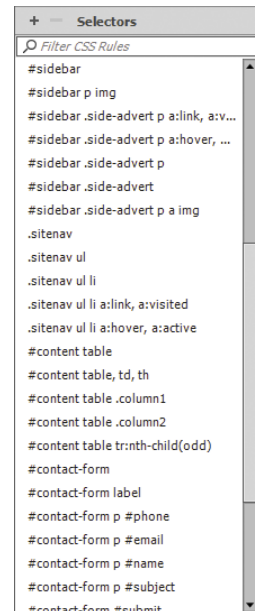 + − Selectors
Filter CSS Rules
#sidebar
#sidebar p img
#sidebar .side-advert p a:link, a:v...
#sidebar .side-advert p a:hover, ...
#sidebar .side-advert p
#sidebar .side-advert
#sidebar .side-advert p a img
.sitenav
.sitenav ul
.sitenav ul li
.sitenav ul li a:link, a:visited
.sitenav ul li a:hover, a:active
#content table
#content table, td, th
#content table .column1
#content table .column2
#content table tr:nth-child(odd)
#contact-form
#contact-form label
#contact-form p #phone
#contact-form p #email
#contact-form p #name
#contact-form p #subject
#contact-form #submit